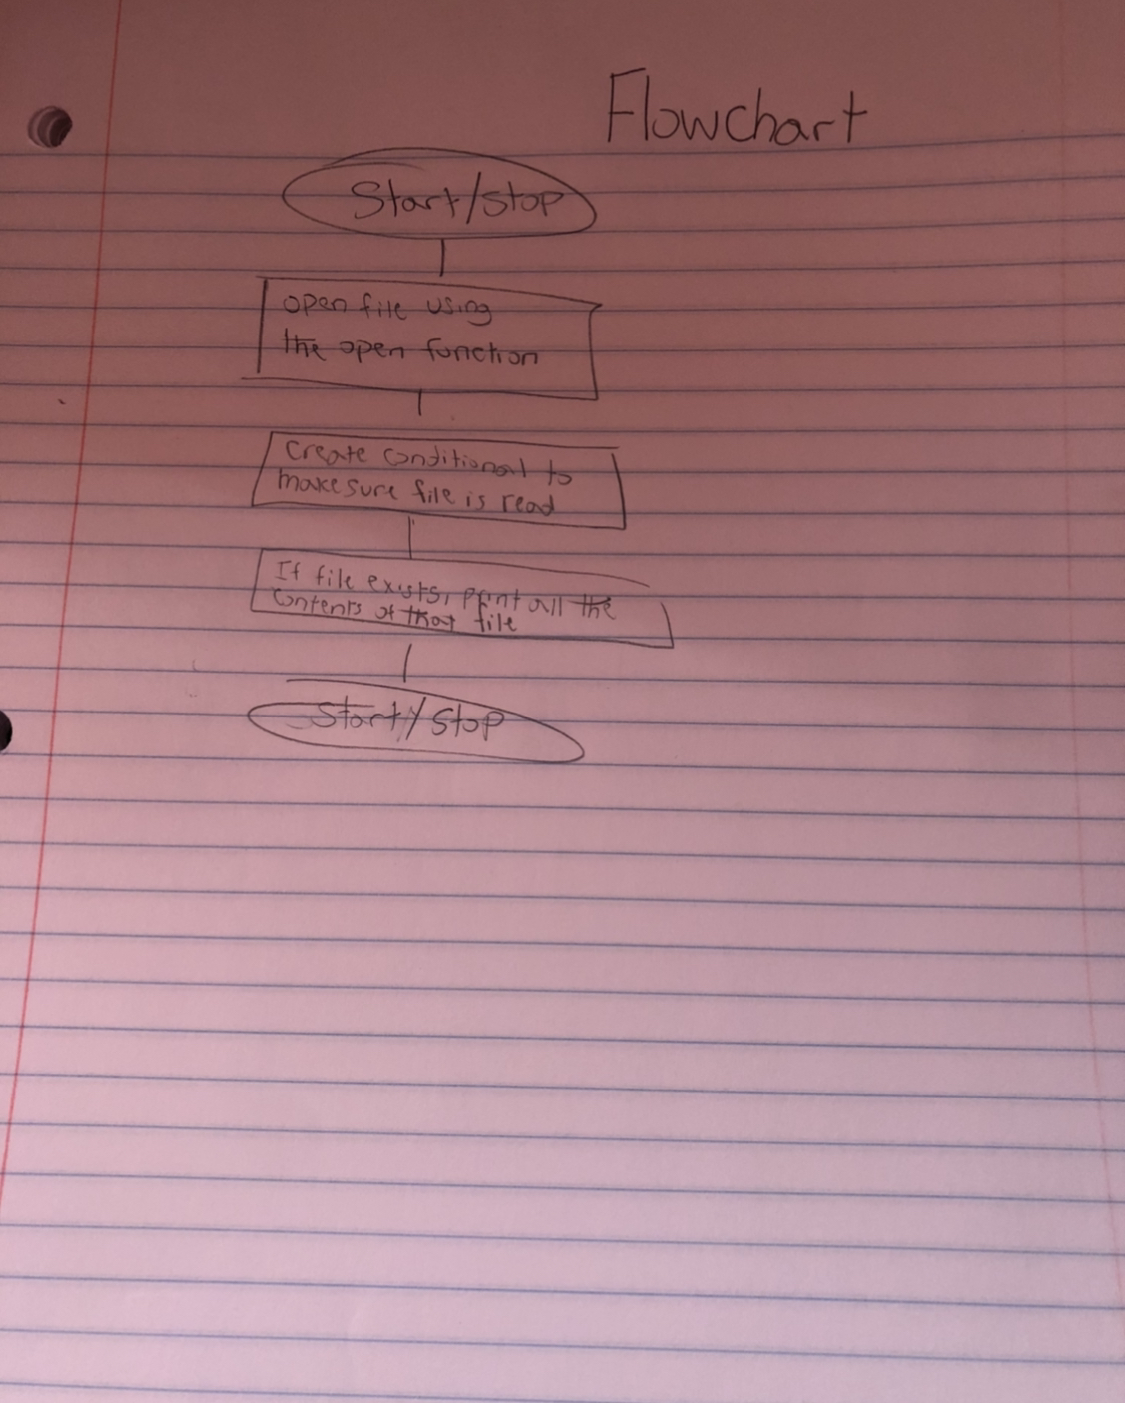 Flowchart
Start/Stop
open file using
the open function
Create conditional to
make sure file is read
If file exists, print all the
contents of that file
Start/Stop